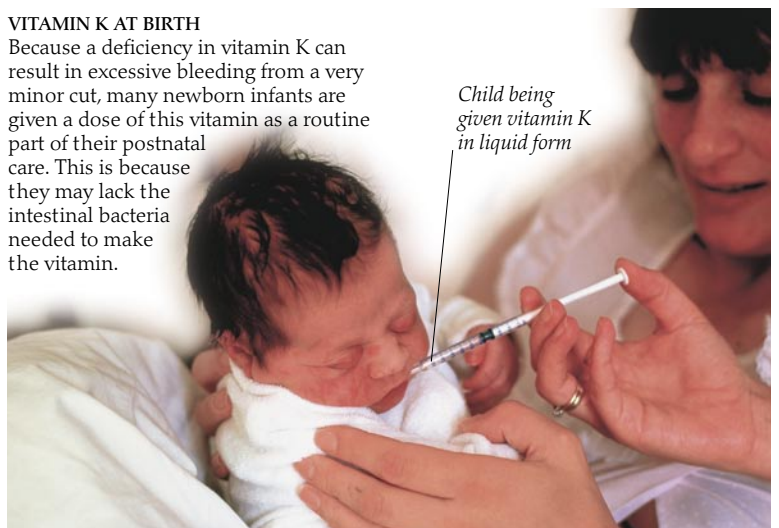 VITAMIN K AT BIRTH
Because a deficiency in vitamin K can
result in excessive bleeding from a very
minor cut, many newborn infants are
given a dose of this vitamin as a routine
part of their postnatal
care. This is because
they may lack the
intestinal bacteria
needed to make
the vitamin.
Child being
given vitamin K
in liquid form